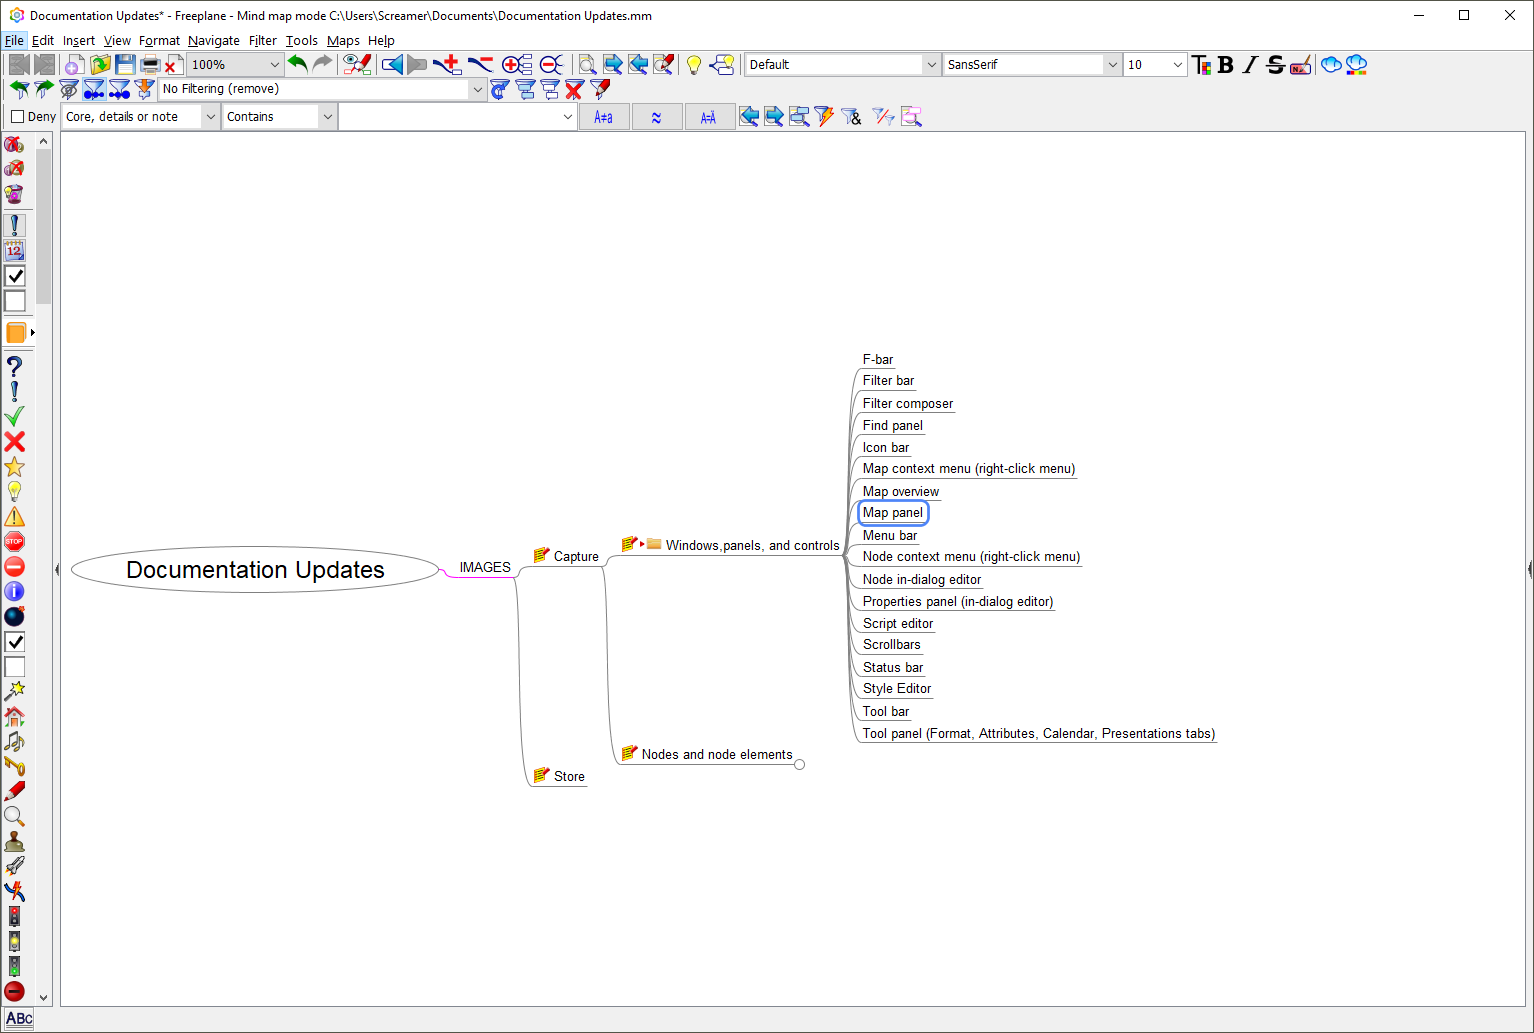 Documentation Updates* - Freeplane - Mind map mode C:\Users\Screamer\Documents\Documentation Updates.mm
File Edit Insert View Format Navigate Filter Tools Maps Help
100% Default SansSerif 10 B I S
No Filtering (remove)
Deny Core, details or note Contains A≠a ≈ A=Ä
12
STOP
ABC
Documentation Updates
IMAGES
Capture
Windows,panels, and controls
F-bar
Filter bar
Filter composer
Find panel
Icon bar
Map context menu (right-click menu)
Map overview
Map panel
Menu bar
Node context menu (right-click menu)
Node in-dialog editor
Properties panel (in-dialog editor)
Script editor
Scrollbars
Status bar
Style Editor
Tool bar
Tool panel (Format, Attributes, Calendar, Presentations tabs)
Nodes and node elements
Store